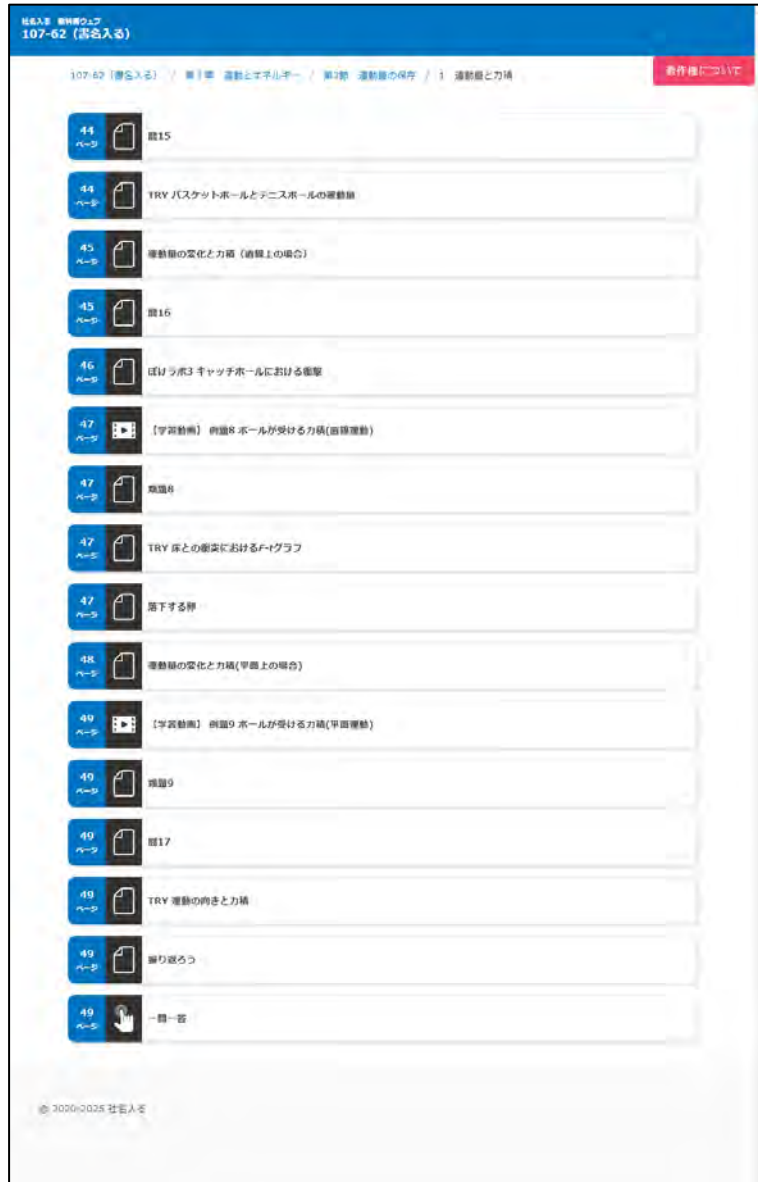 社名入る 教科書ウェブ
107-62（書名入る）
107-62（書名入る） / 第1章 運動とエネルギー / 第3節 運動量の保存 / 1 運動量と力積
著作権について
44
ページ
問15
44
ページ
TRY バスケットボールとテニスボールの運動量
45
ページ
運動量の変化と力積（直線上の場合）
45
ページ
問16
46
ページ
ぽけラボ3 キャッチボールにおける衝撃
47
ページ
【学習動画】 例題8 ボールが受ける力積(直線運動)
47
ページ
類題8
47
ページ
TRY 床との衝突におけるF-tグラフ
47
ページ
落下する卵
48
ページ
運動量の変化と力積(平面上の場合)
49
ページ
【学習動画】 例題9 ボールが受ける力積(平面運動)
49
ページ
類題9
49
ページ
問17
49
ページ
TRY 運動の向きと力積
49
ページ
振り返ろう
49
ページ
一問一答
© 2020-2025 社名入る